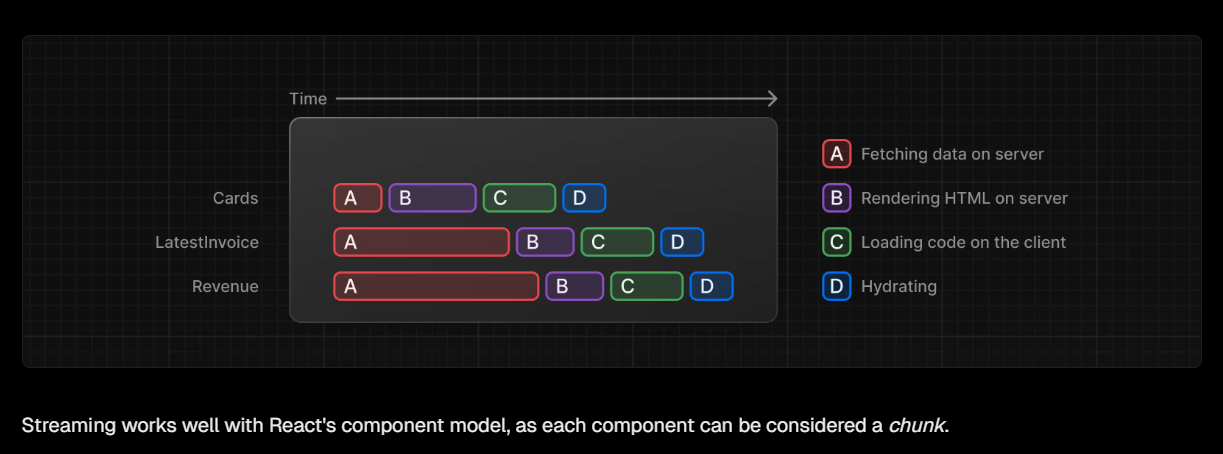 Time
A Fetching data on server
Cards A B C D B Rendering HTML on server
LatestInvoice A B C D C Loading code on the client
Revenue A B C D D Hydrating
Streaming works well with React's component model, as each component can be considered a chunk.